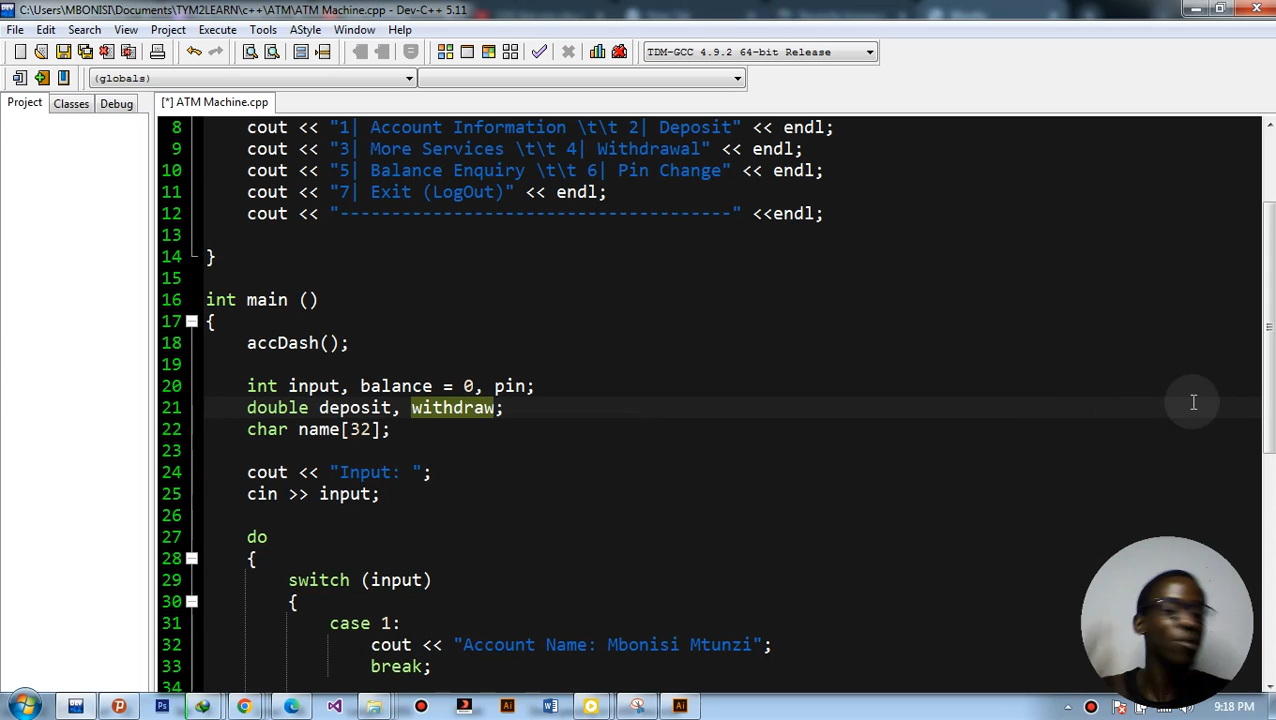 C:\Users\MBONISI\Documents\TYM2LEARN\c++\ATM\ATM Machine.cpp - Dev-C++ 5.11
File Edit Search View Project Execute Tools AStyle Window Help
TDM-GCC 4.9.2 64-bit Release
(globals)
Project Classes Debug [*] ATM Machine.cpp
8 cout << "1| Account Information \t\t 2| Deposit" << endl;
9 cout << "3| More Services \t\t 4| Withdrawal" << endl;
10 cout << "5| Balance Enquiry \t\t 6| Pin Change" << endl;
11 cout << "7| Exit (LogOut)" << endl;
12 cout << "--------------------------------------" <<endl;
13
14 }
15
16 int main ()
17 {
18 accDash();
19
20 int input, balance = 0, pin;
21 double deposit, withdraw;
22 char name[32];
23
24 cout << "Input: ";
25 cin >> input;
26
27 do
28 {
29 switch (input)
30 {
31 case 1:
32 cout << "Account Name: Mbonisi Mtunzi";
33 break;
34
9:18 PM